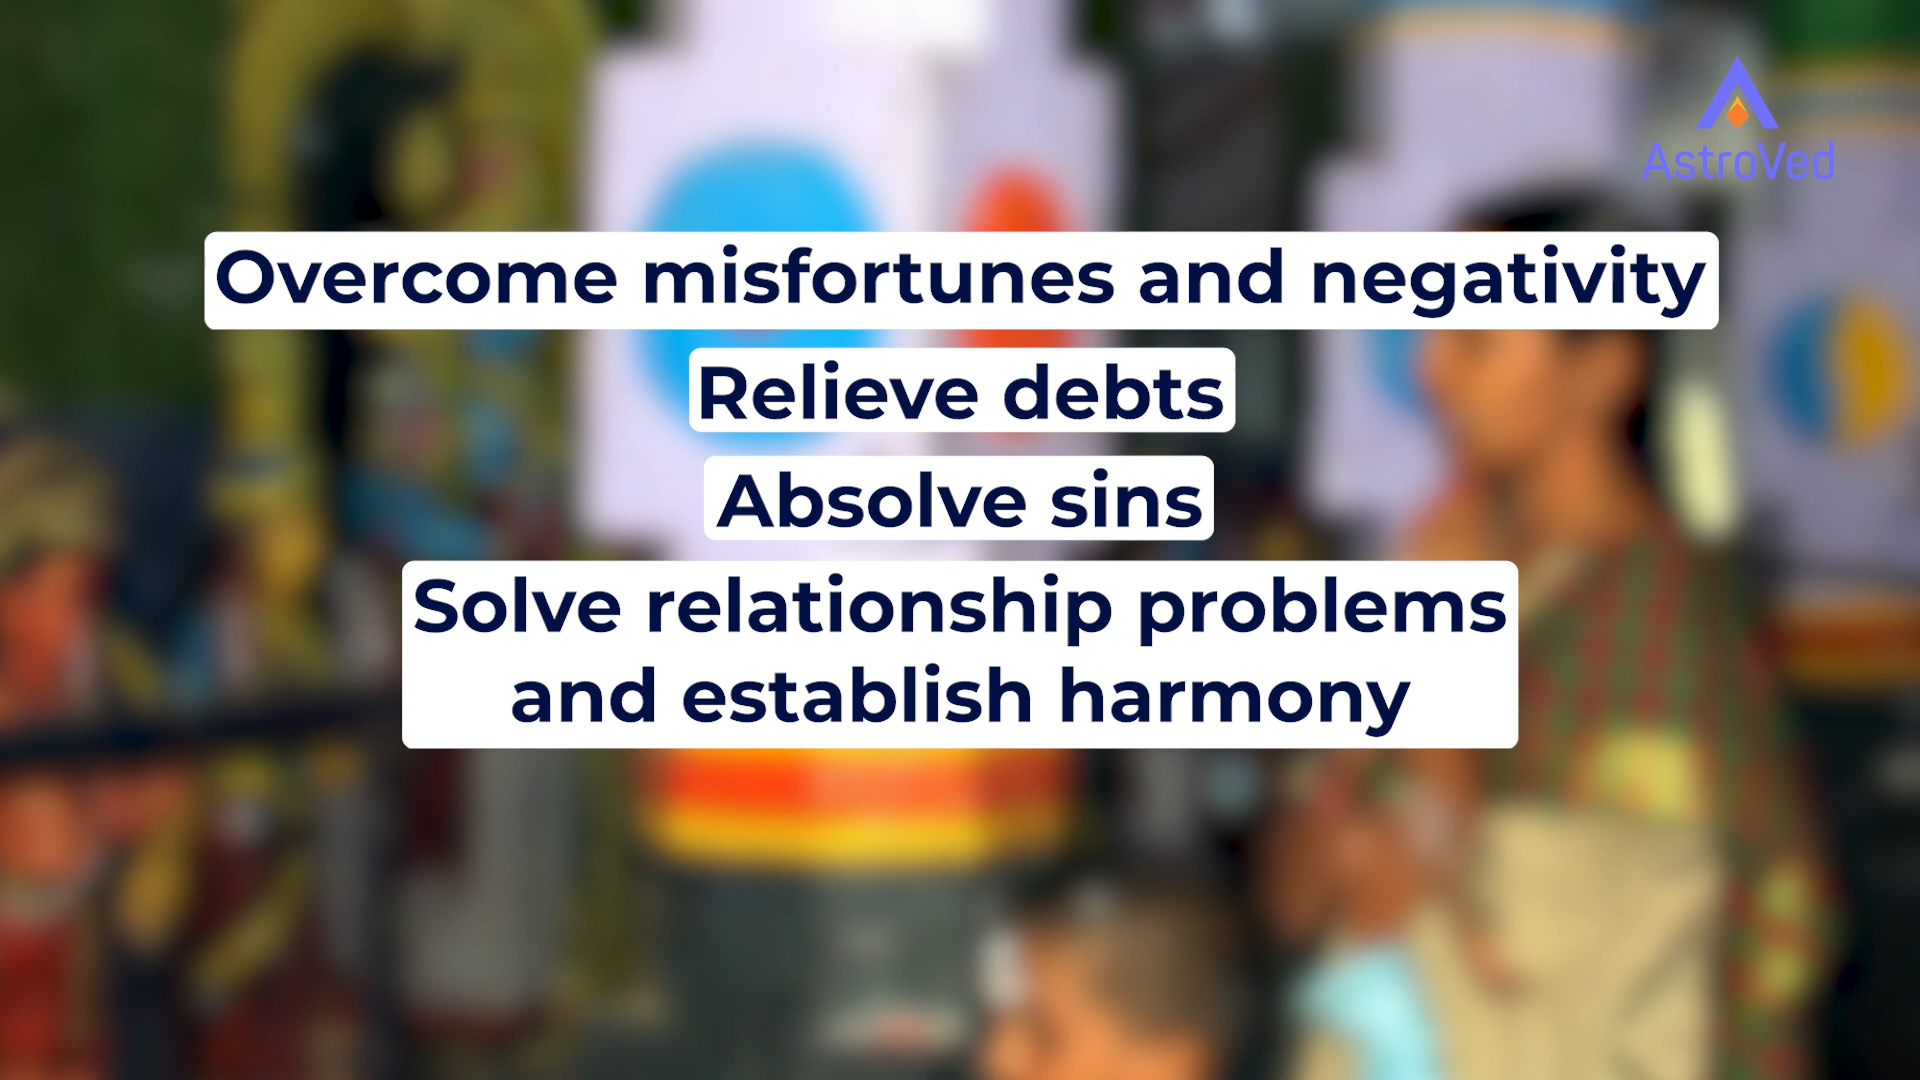 AstroVed
Overcome misfortunes and negativity
Relieve debts
Absolve sins
Solve relationship problems
and establish harmony